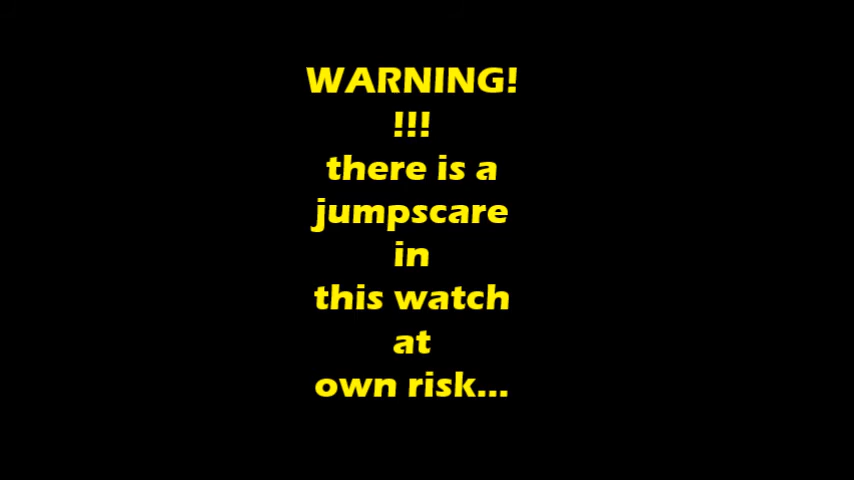 WARNING!
!!!
there is a
jumpscare
in
this watch
at
own risk...